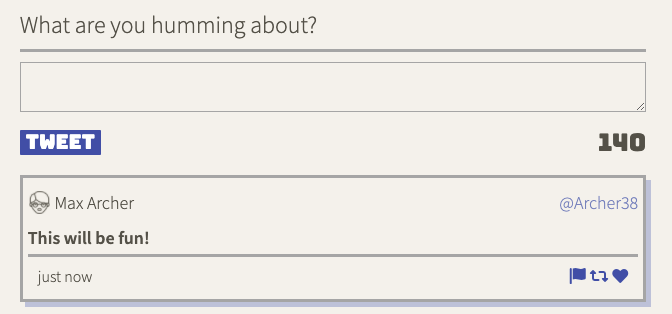 What are you humming about?
TWEET 140
Max Archer @Archer38
This will be fun!
just now